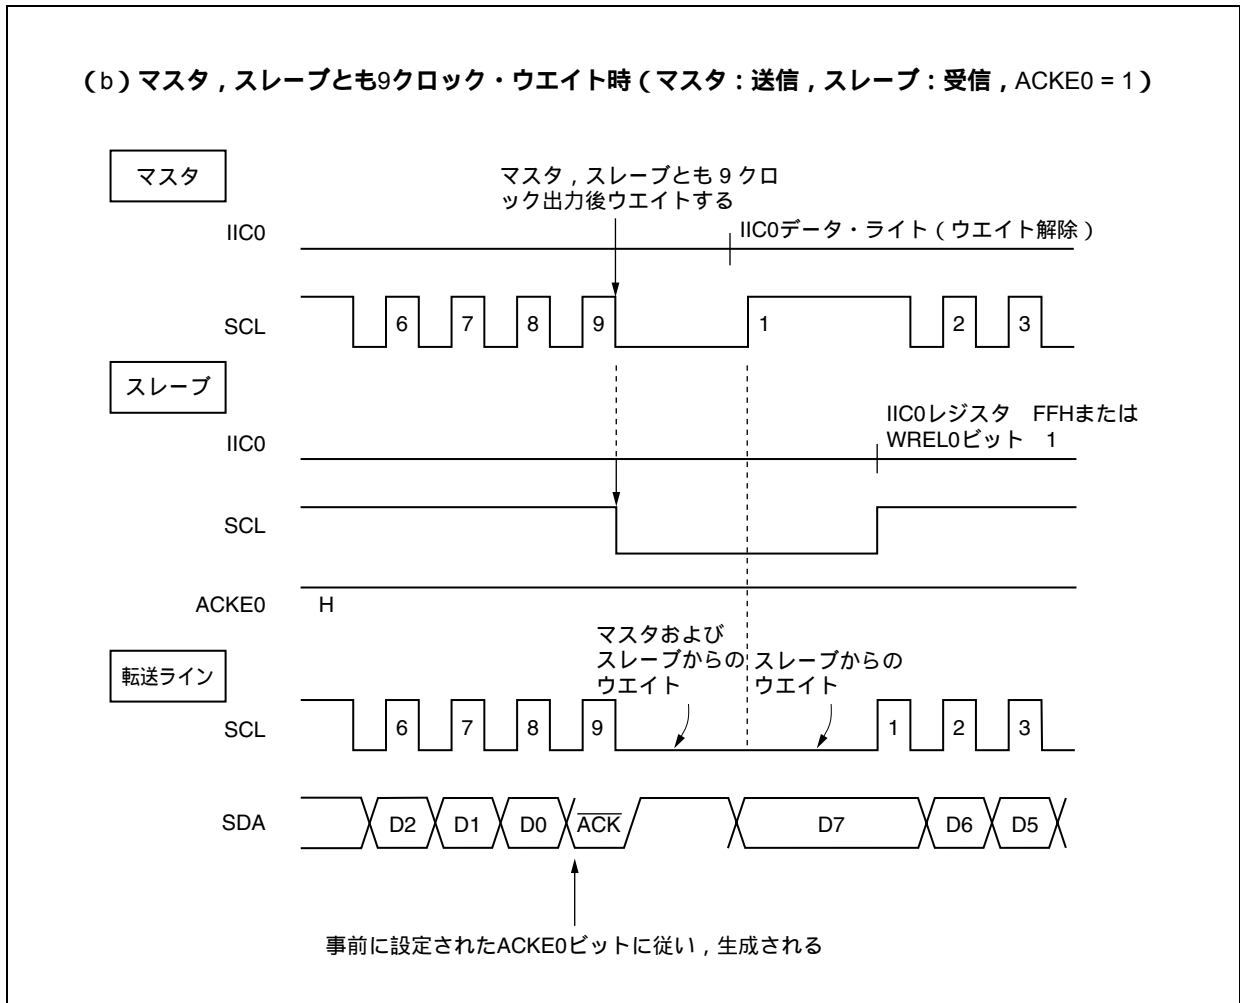 (b)マスタ,スレーブとも9クロック・ウエイト時(マスタ:送信,スレーブ:受信,ACKE0 = 1)
マスタ
マスタ,スレーブとも 9 クロ
ック出力後ウエイトする
IIC0
IIC0データ・ライト(ウエイト解除)
SCL
6 7 8 9 1 2 3
スレーブ
IIC0レジスタ FFHまたは
WREL0ビット 1
IIC0
SCL
ACKE0 H
マスタおよび
スレーブからの
ウエイト
スレーブからの
ウエイト
転送ライン
SCL
6 7 8 9 1 2 3
SDA
D2 D1 D0 ACK D7 D6 D5
事前に設定されたACKE0ビットに従い,生成される